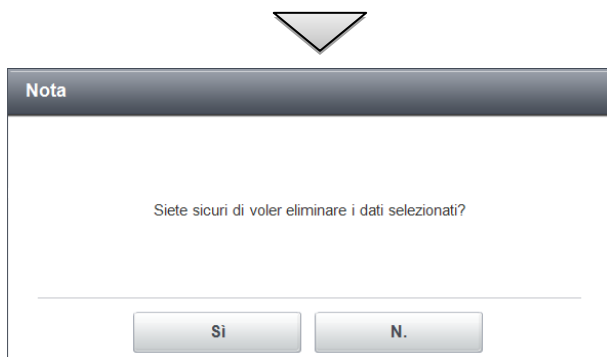 Nota
Siete sicuri di voler eliminare i dati selezionati?
Sì
N.